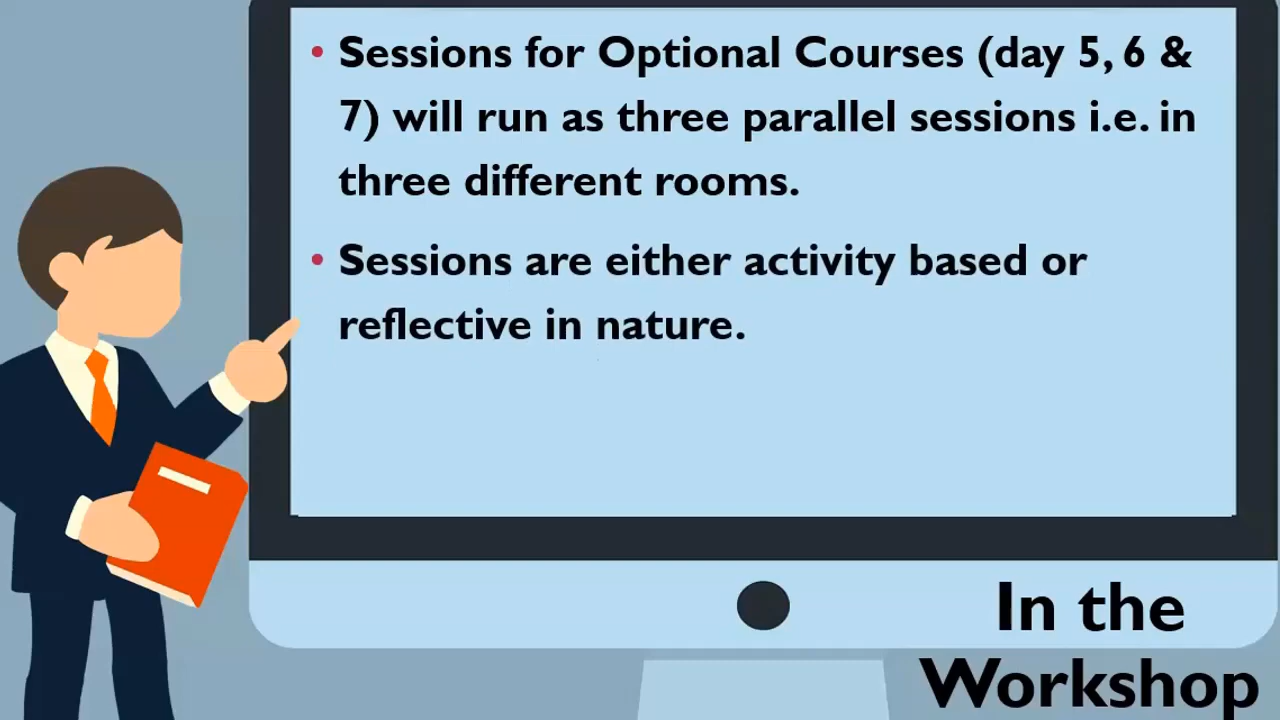 • Sessions for Optional Courses (day 5, 6 &
7) will run as three parallel sessions i.e. in
three different rooms.
• Sessions are either activity based or
reflective in nature.
In the
Workshop